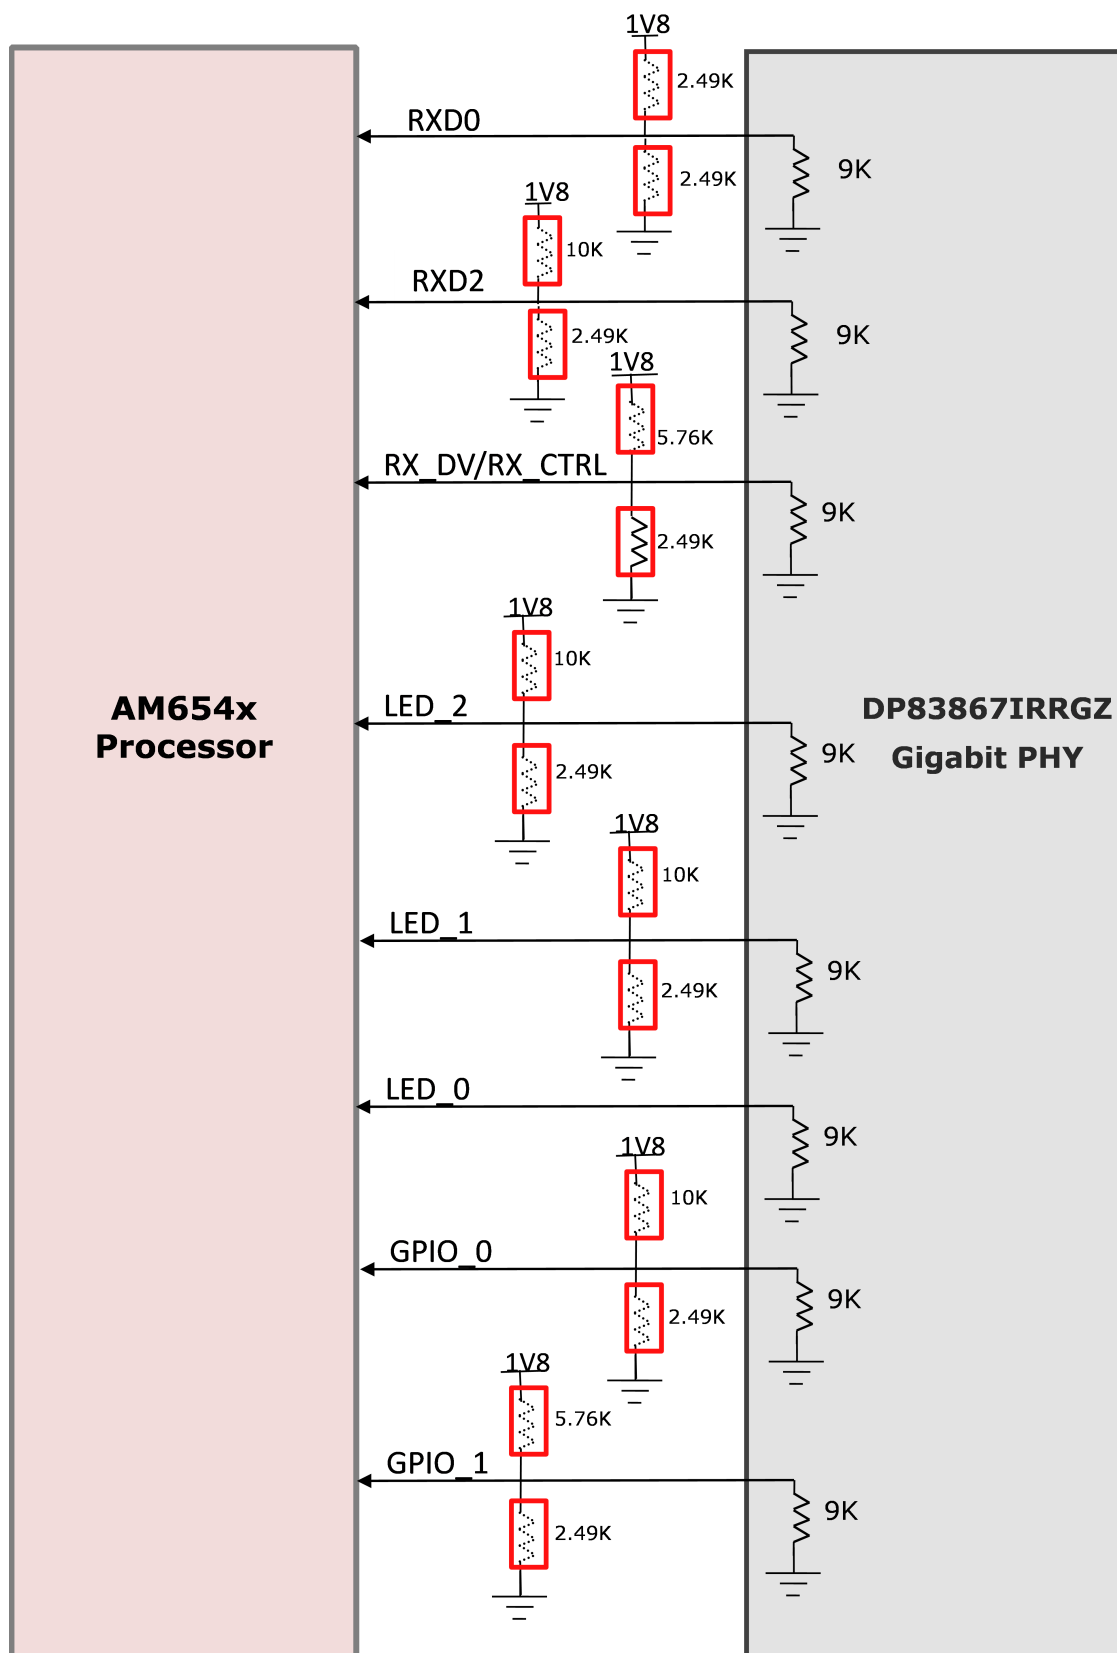 1V8
2.49K
RXD0
9K
2.49K
1V8
10K
RXD2
9K
2.49K
1V8
5.76K
RX_DV/RX_CTRL
9K
2.49K
1V8
10K
AM654x
Processor
LED_2
DP83867IRRGZ
Gigabit PHY
9K
2.49K
1V8
10K
LED_1
9K
2.49K
LED_0
9K
1V8
10K
GPIO_0
9K
2.49K
1V8
5.76K
GPIO_1
9K
2.49K